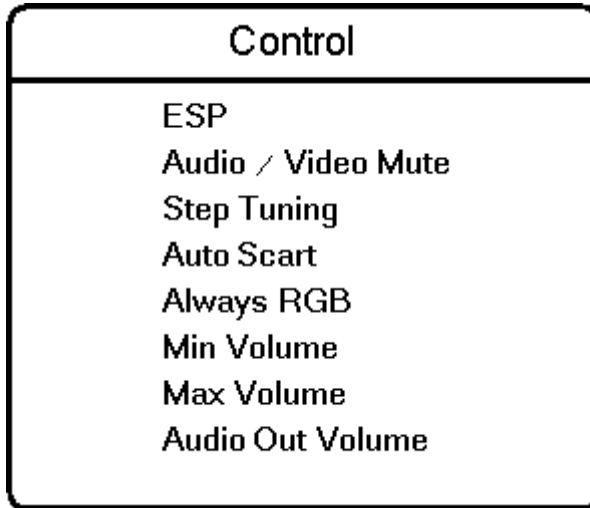 Control
ESP
Audio / Video Mute
Step Tuning
Auto Scart
Always RGB
Min Volume
Max Volume
Audio Out Volume